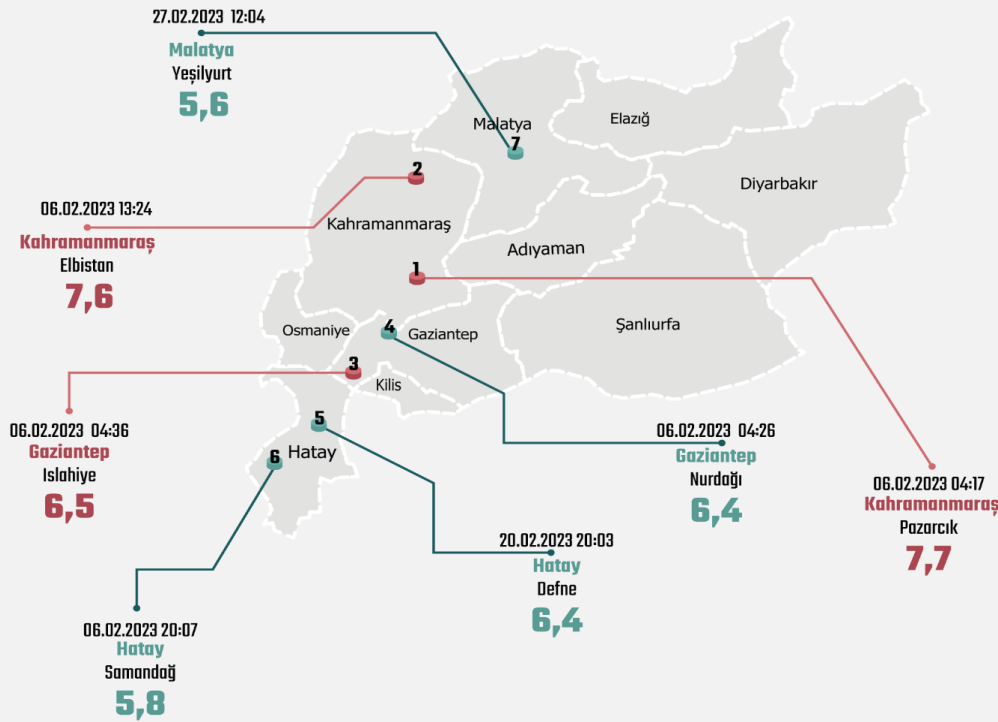 27.02.2023 12:04
Malatya
Yeşilyurt
5,6
06.02.2023 13:24
Kahramanmaraş
Elbistan
7,6
06.02.2023 04:36
Gaziantep
Islahiye
6,5
06.02.2023 20:07
Hatay
Samandağ
5,8
20.02.2023 20:03
Hatay
Defne
6,4
06.02.2023 04:26
Gaziantep
Nurdağı
6,4
06.02.2023 04:17
Kahramanmaraş
Pazarcık
7,7
Malatya
7
Elazığ
Diyarbakır
2
Kahramanmaraş
Adıyaman
1
Osmaniye
4
Gaziantep
Şanlıurfa
3
Kilis
5
Hatay
6